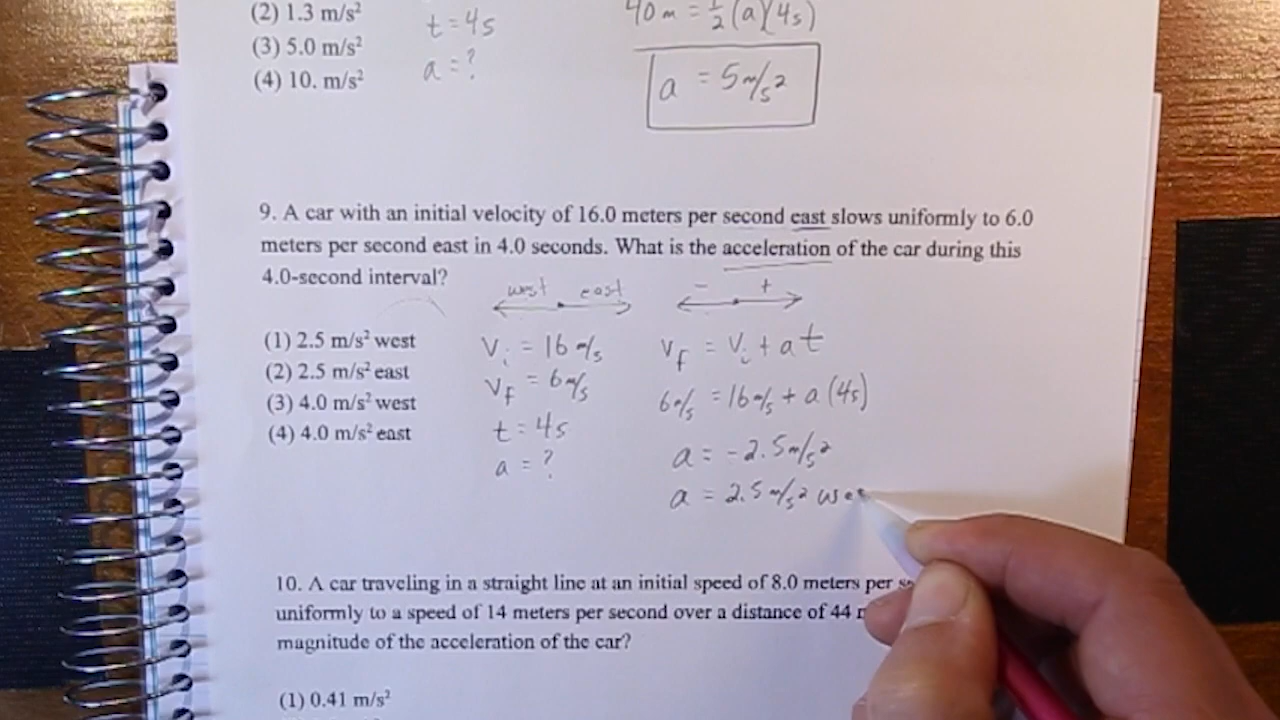 (2) 1.3 m/s²
t = 4s
40 m = ½(a)(4s)
(3) 5.0 m/s²
a = ?
a = 5 m/s²
(4) 10. m/s²
9. A car with an initial velocity of 16.0 meters per second east slows uniformly to 6.0
meters per second east in 4.0 seconds. What is the acceleration of the car during this
4.0-second interval?
west east
- +
(1) 2.5 m/s² west
(2) 2.5 m/s² east
(3) 4.0 m/s² west
(4) 4.0 m/s² east
Vi = 16 m/s
Vf = 6 m/s
t = 4s
a = ?
Vf = Vi + at
6 m/s = 16 m/s + a (4s)
a = -2.5 m/s²
a = 2.5 m/s²
10. A car traveling in a straight line at an initial speed of 8.0 meters per
uniformly to a speed of 14 meters per second over a distance of 44
magnitude of the acceleration of the car?
(1) 0.41 m/s²